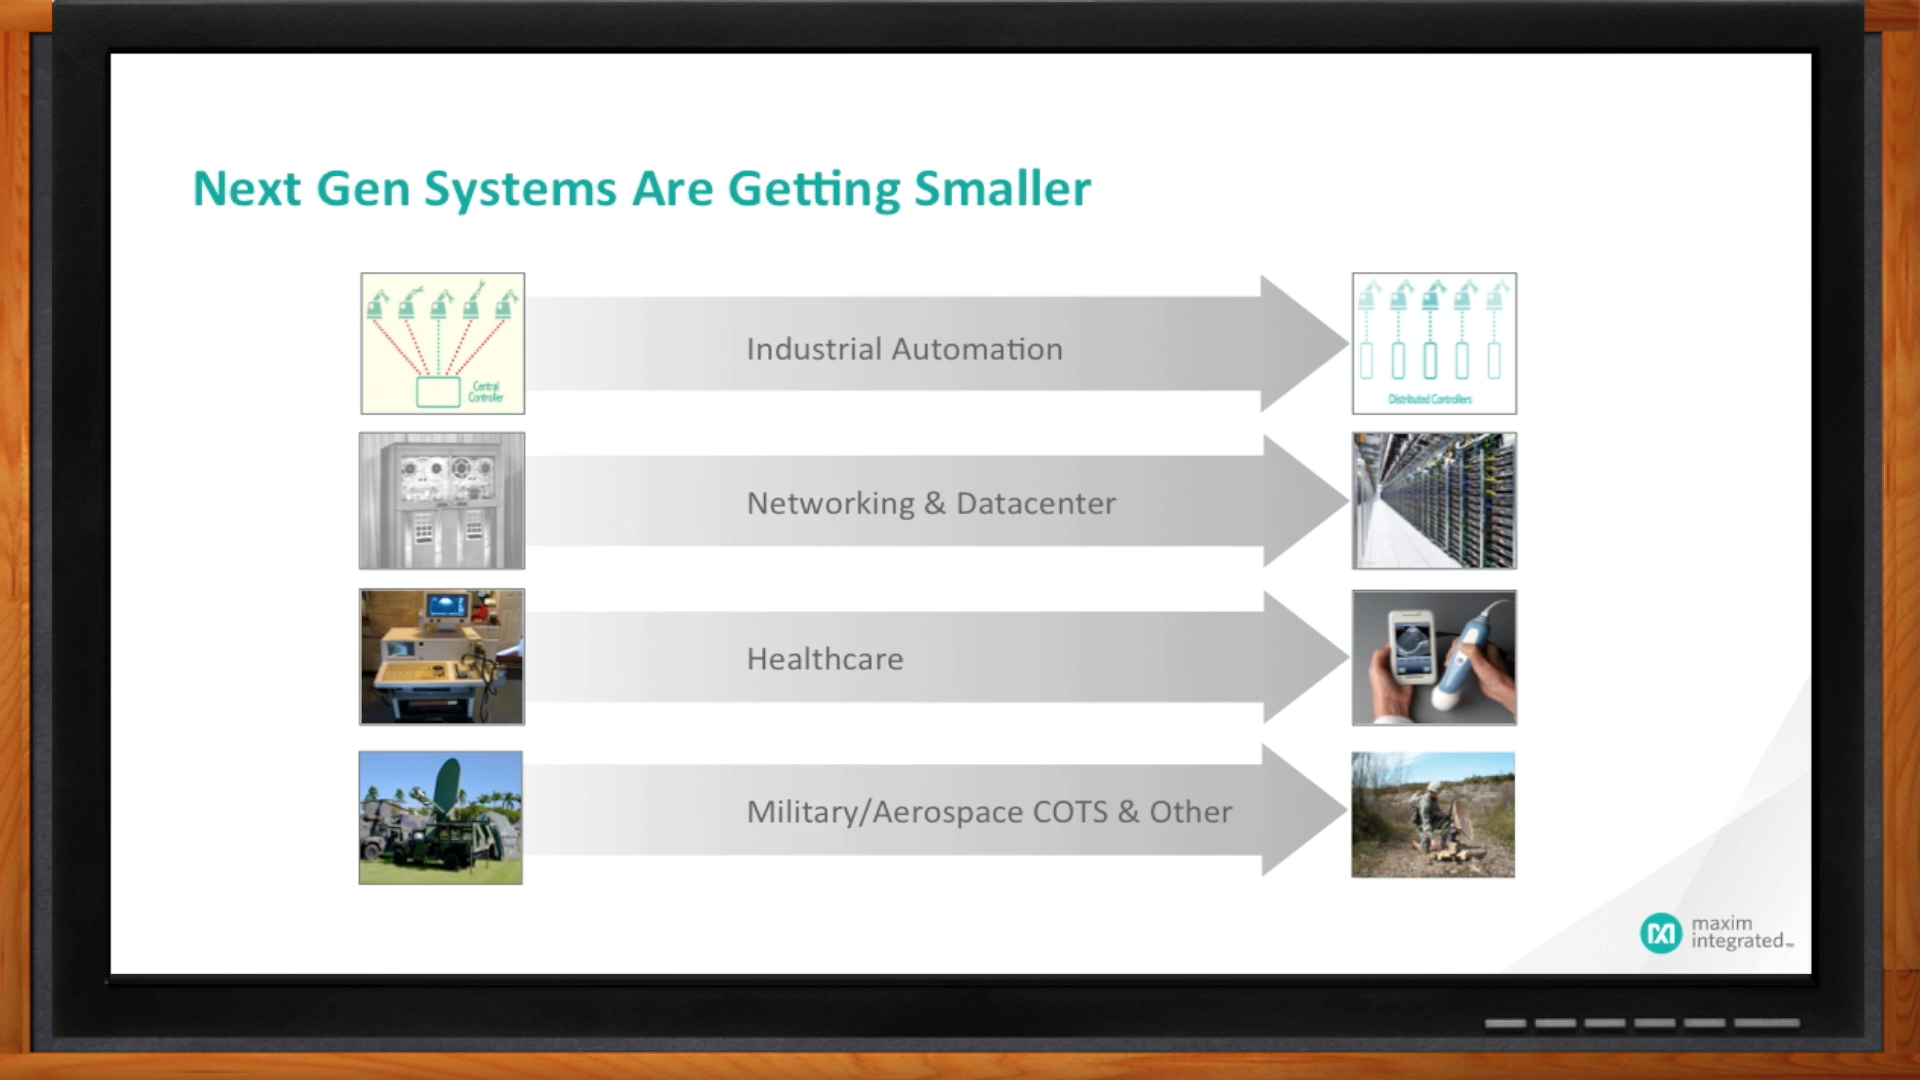 Next Gen Systems Are Getting Smaller
Central
Controller
Industrial Automation
Distributed Controllers
Networking & Datacenter
Healthcare
Military/Aerospace COTS & Other
maxim
integrated™